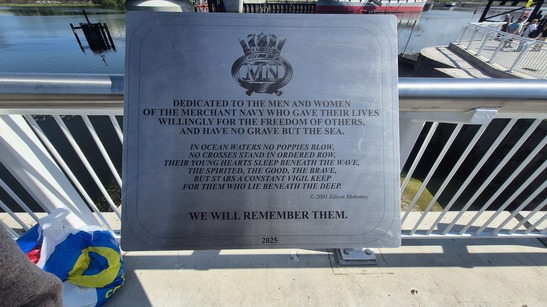 MN
DEDICATED TO THE MEN AND WOMEN
OF THE MERCHANT NAVY WHO GAVE THEIR LIVES
WILLINGLY FOR THE FREEDOM OF OTHERS,
AND HAVE NO GRAVE BUT THE SEA.
IN OCEAN WATERS NO POPPIES BLOW,
NO CROSSES STAND IN ORDERED ROW,
THEIR YOUNG HEARTS SLEEP BENEATH THE WAVE,
THE SPIRITED, THE GOOD, THE BRAVE,
BUT STARS A CONSTANT VIGIL KEEP
FOR THEM WHO LIE BENEATH THE DEEP.
© 2001 Eileen Mahoney
WE WILL REMEMBER THEM.
2025